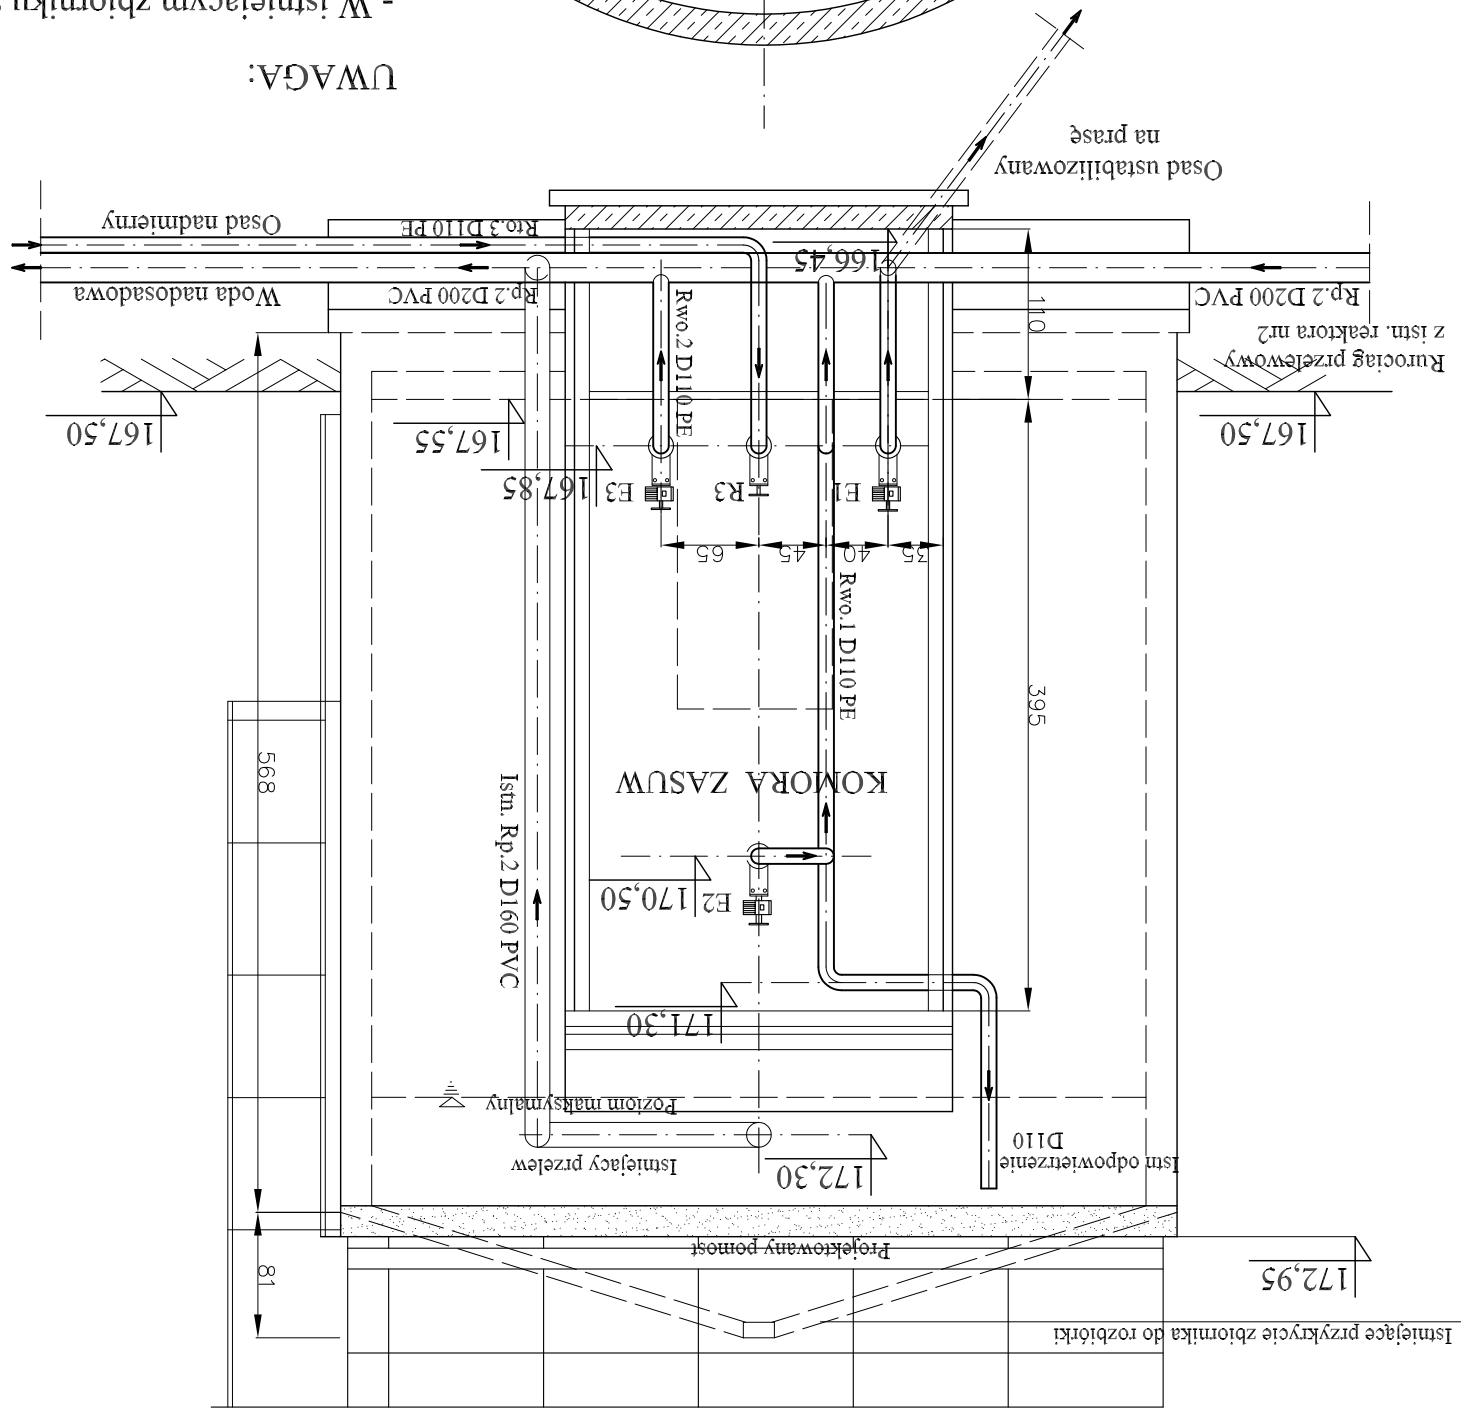 Istniejące przykrycie zbiornika do rozbiórki
172,95
81
Projektowany pomost
Istn odpowietrzenie
D110
172,30
Istniejacy przelew
Poziom maksymalny
171,30
E2
170,50
Istn. Rp.2 D160 PVC
KOMORA ZASUW
568
395
Rwo.1 D110 PE
35
40
45
65
E1
R3
E3
167,85
167,50
167,55
167,50
Rurociąg przelewowy
z istn. reaktora nr2
Rp.2 D200 PVC
110
Rwo.2 D110 PE
Rp.2 D200 PVC
Woda nadosadowa
166,45
Rto.3 D110 PE
Osad nadmierny
Osad ustabilizowany
na prasę
UWAGA:
- W istniejącym zbiorniku